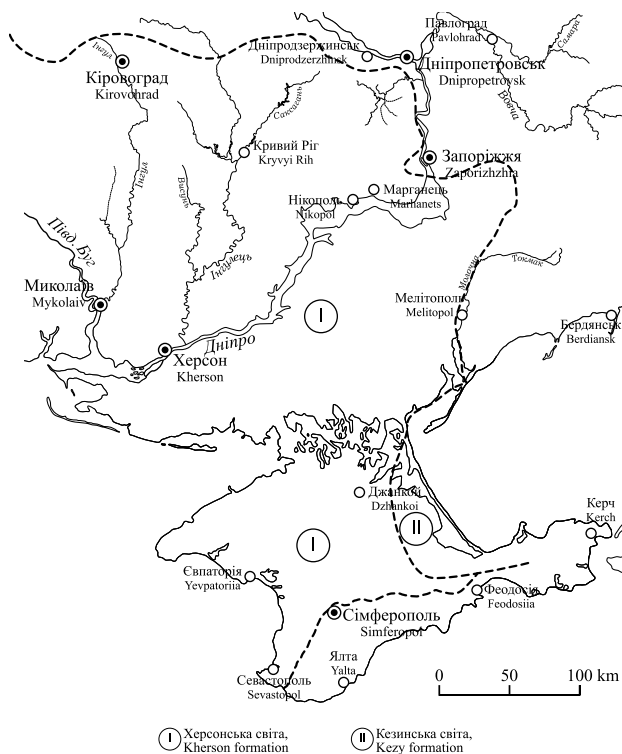 Павлоград
Pavlohrad
Самара
Інгул
Дніпродзержинськ
Dniprodzerzhinsk
Дніпропетровськ
Dnipropetrovsk
Кіровоград
Kirovohrad
Саксагань
Вовча
Кривий Ріг
Kryvyi Rih
Запоріжжя
Zaporizhzhia
Інгул
Висунь
Марганець
Marhanets
Нікополь
Nikopol
Півд. Буг
Інгулець
Молочна
Токмак
Миколаїв
Mykolaiv
Мелітополь
Melitopol
I
Бердянськ
Berdiansk
Дніпро
Херсон
Kherson
Джанкой
Dzhankoi
Керч
Kerch
II
I
Євпаторія
Yevpatoriia
Феодосія
Feodosiia
Сімферополь
Simferopol
Ялта
Yalta
Севастополь
Sevastopol
0 50 100 km
I Херсонська світа,
Kherson formation
II Кезинська світа,
Kezy formation